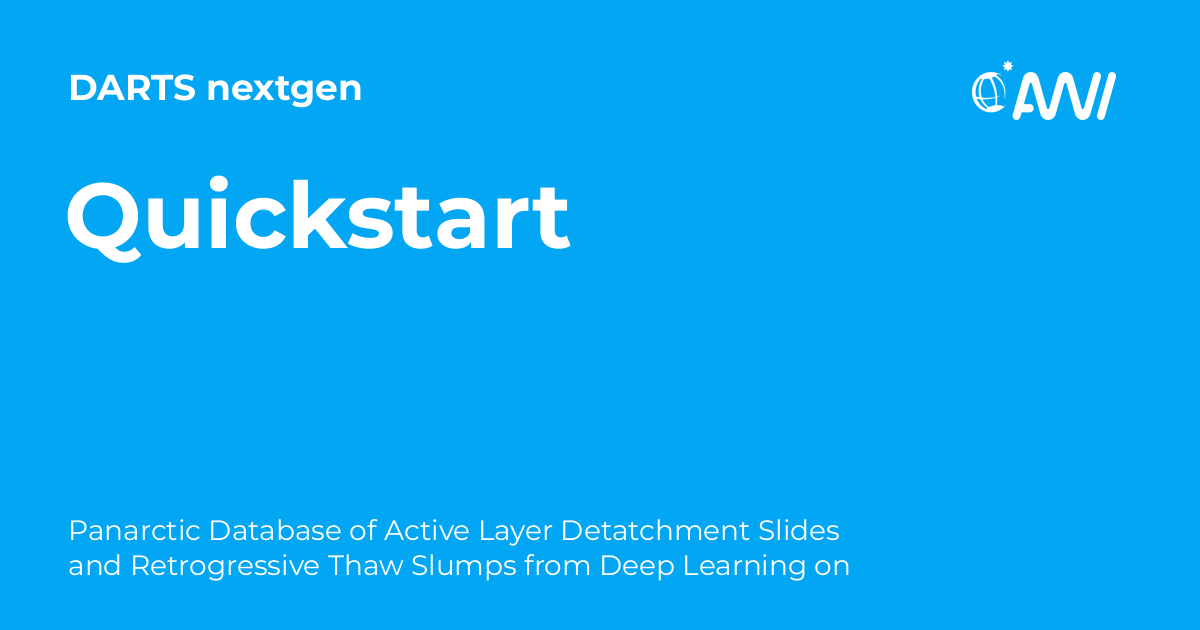 DARTS nextgen
AWI
Quickstart
Panarctic Database of Active Layer Detatchment Slides
and Retrogressive Thaw Slumps from Deep Learning on